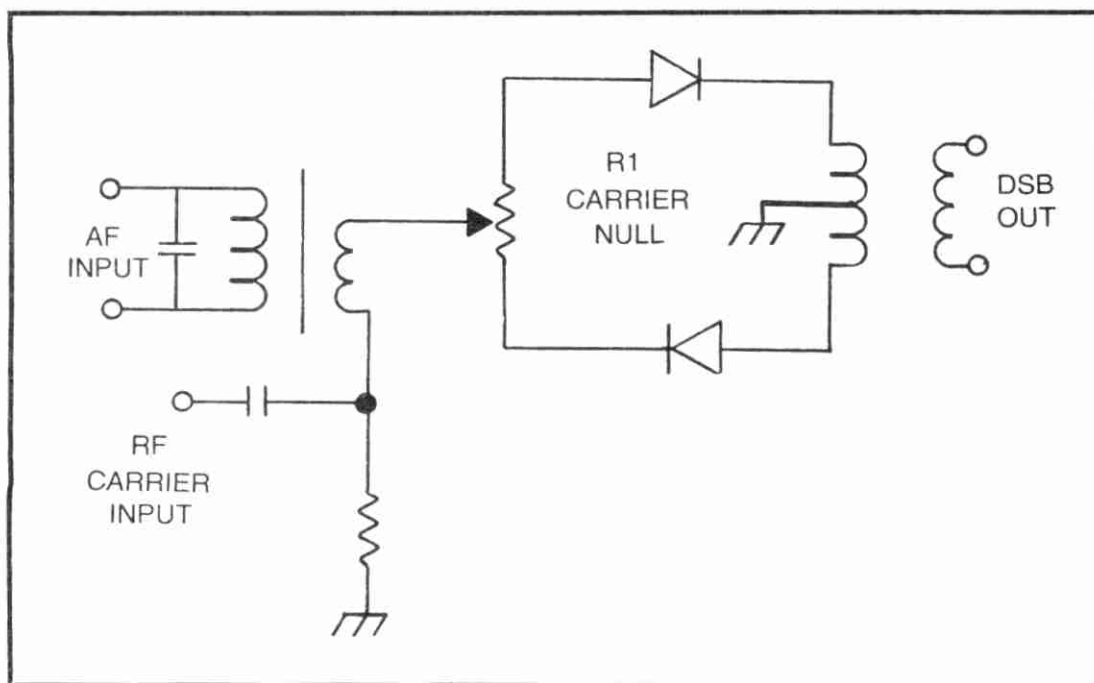 AF
INPUT
RF
CARRIER
INPUT
R1
CARRIER
NULL
DSB
OUT